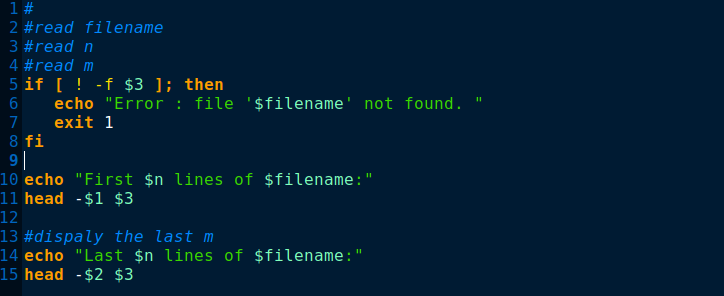 1 #
2 #read filename
3 #read n
4 #read m
5 if [ ! -f $3 ]; then
6    echo "Error : file '$filename' not found. "
7    exit 1
8 fi
9
10 echo "First $n lines of $filename:"
11 head -$1 $3
12
13 #dispaly the last m
14 echo "Last $n lines of $filename:"
15 head -$2 $3